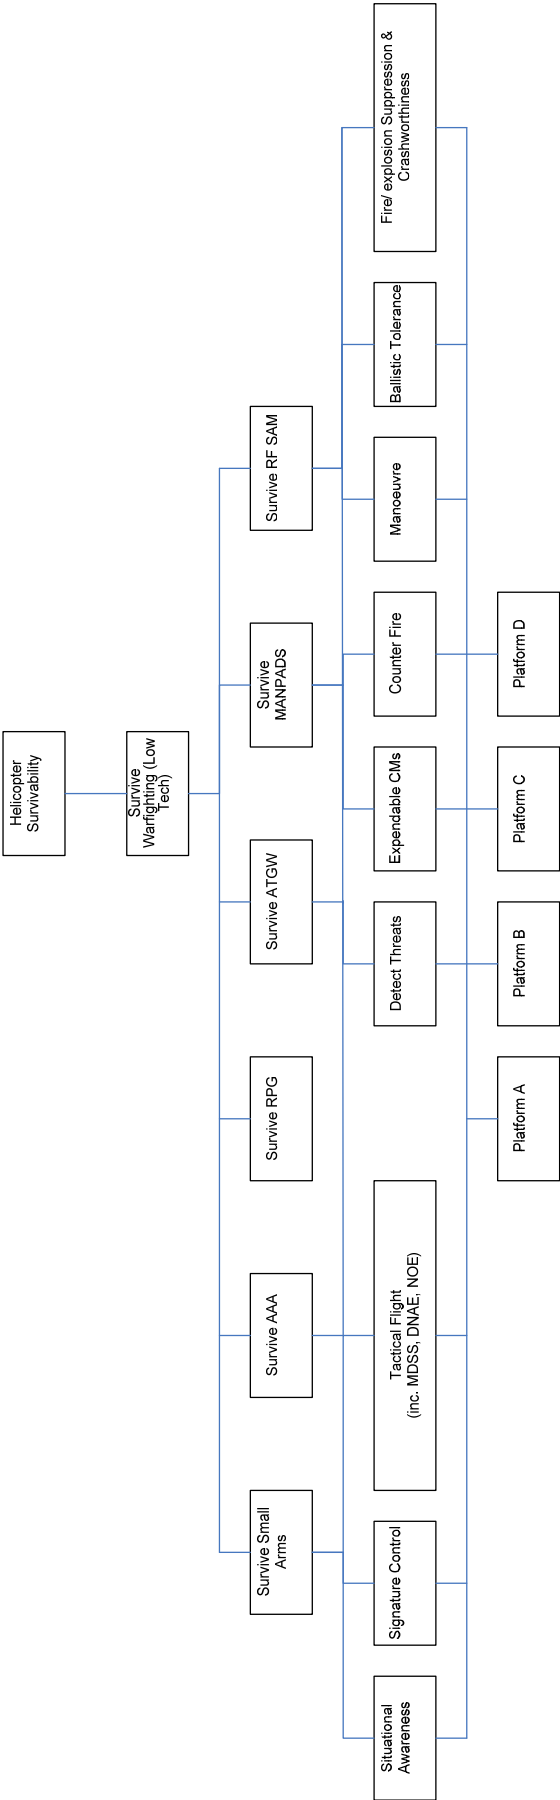 Helicopter
Survivability
Survive
Warfighting (Low
Tech)
Survive Small
Arms
Survive AAA
Survive RPG
Survive ATGW
Survive
MANPADS
Survive RF SAM
Situational
Awareness
Signature Control
Tactical Flight
(inc. MDSS, DNAE, NOE)
Detect Threats
Expendable CMs
Counter Fire
Manoeuvre
Ballistic Tolerance
Fire/ explosion Suppression &
Crashworthiness
Platform A
Platform B
Platform C
Platform D